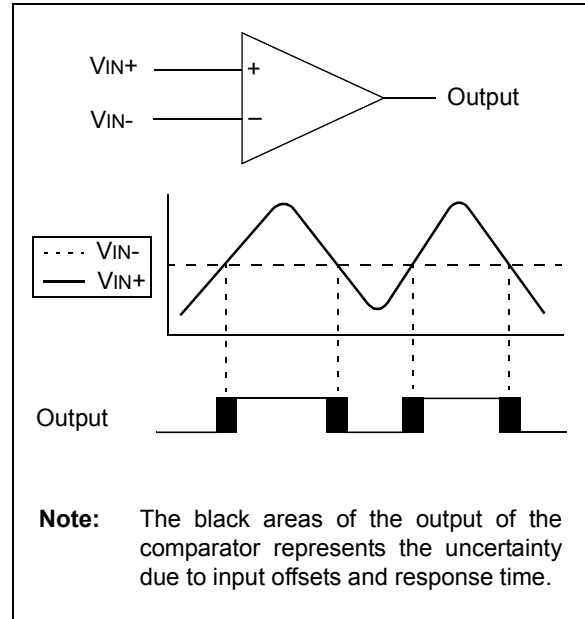 VIN+
+
Output
VIN-
–
VIN-
VIN+
Output
Note: The black areas of the output of the
comparator represents the uncertainty
due to input offsets and response time.